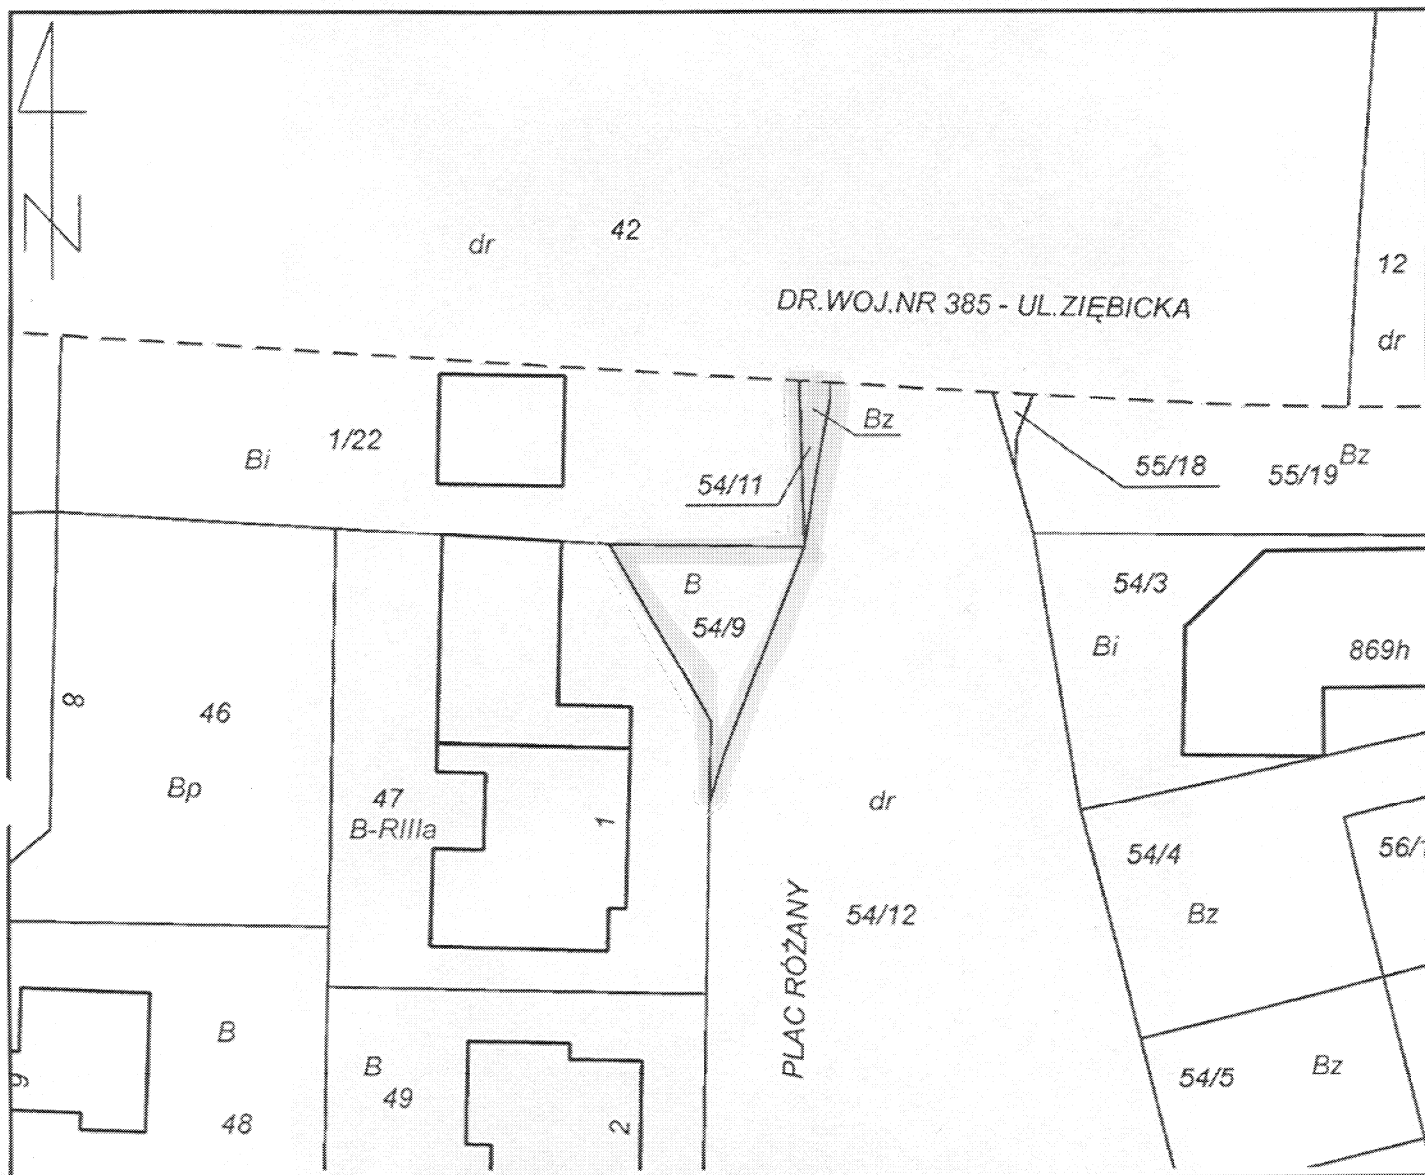 N
42
dr
12
DR.WOJ.NR 385 - UL.ZIĘBICKA
dr
Bz
1/22
Bi
54/11
55/18
55/19
Bz
B
54/9
54/3
Bi
869h
8
46
Bp
47
B-RIIIa
1
dr
54/4
54/12
Bz
PLAC RÓŻANY
B
B
49
48
9
2
54/5
Bz